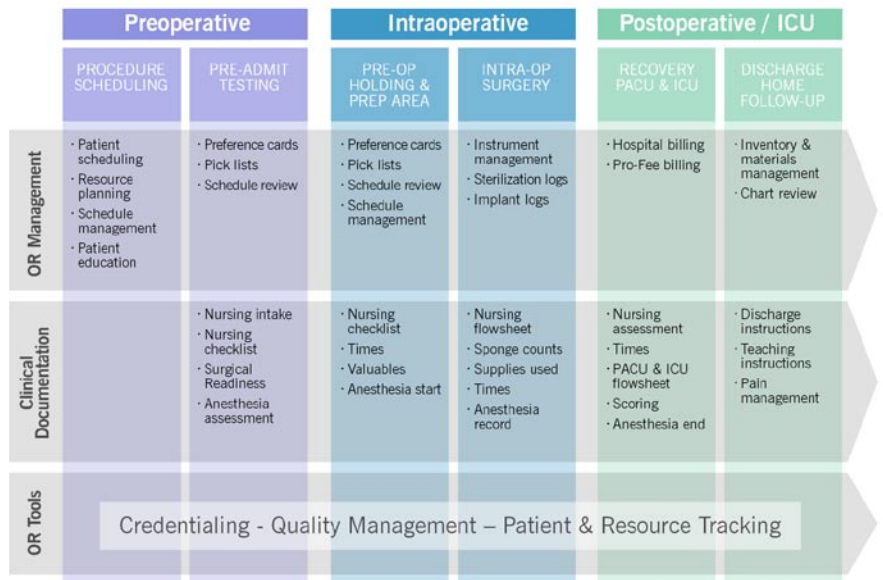 Preoperative
Intraoperative
Postoperative / ICU
PROCEDURE
SCHEDULING
PRE-ADMIT
TESTING
PRE-OP
HOLDING &
PREP AREA
INTRA-OP
SURGERY
RECOVERY
PACU & ICU
DISCHARGE
HOME
FOLLOW-UP
OR Management
· Patient
scheduling
· Resource
planning
· Schedule
management
· Patient
education
· Preference cards
· Pick lists
· Schedule review
· Preference cards
· Pick lists
· Schedule review
· Schedule
management
· Instrument
management
· Sterilization logs
· Implant logs
· Hospital billing
· Pro-Fee billing
· Inventory &
materials
management
· Chart review
Clinical
Documentation
· Nursing intake
· Nursing
checklist
· Surgical
Readiness
· Anesthesia
assessment
· Nursing
checklist
· Times
· Valuables
· Anesthesia start
· Nursing
flowsheet
· Sponge counts
· Supplies used
· Times
· Anesthesia
record
· Nursing
assessment
· Times
· PACU & ICU
flowsheet
· Scoring
· Anesthesia end
· Discharge
instructions
· Teaching
instructions
· Pain
management
OR Tools
Credentialing - Quality Management – Patient & Resource Tracking